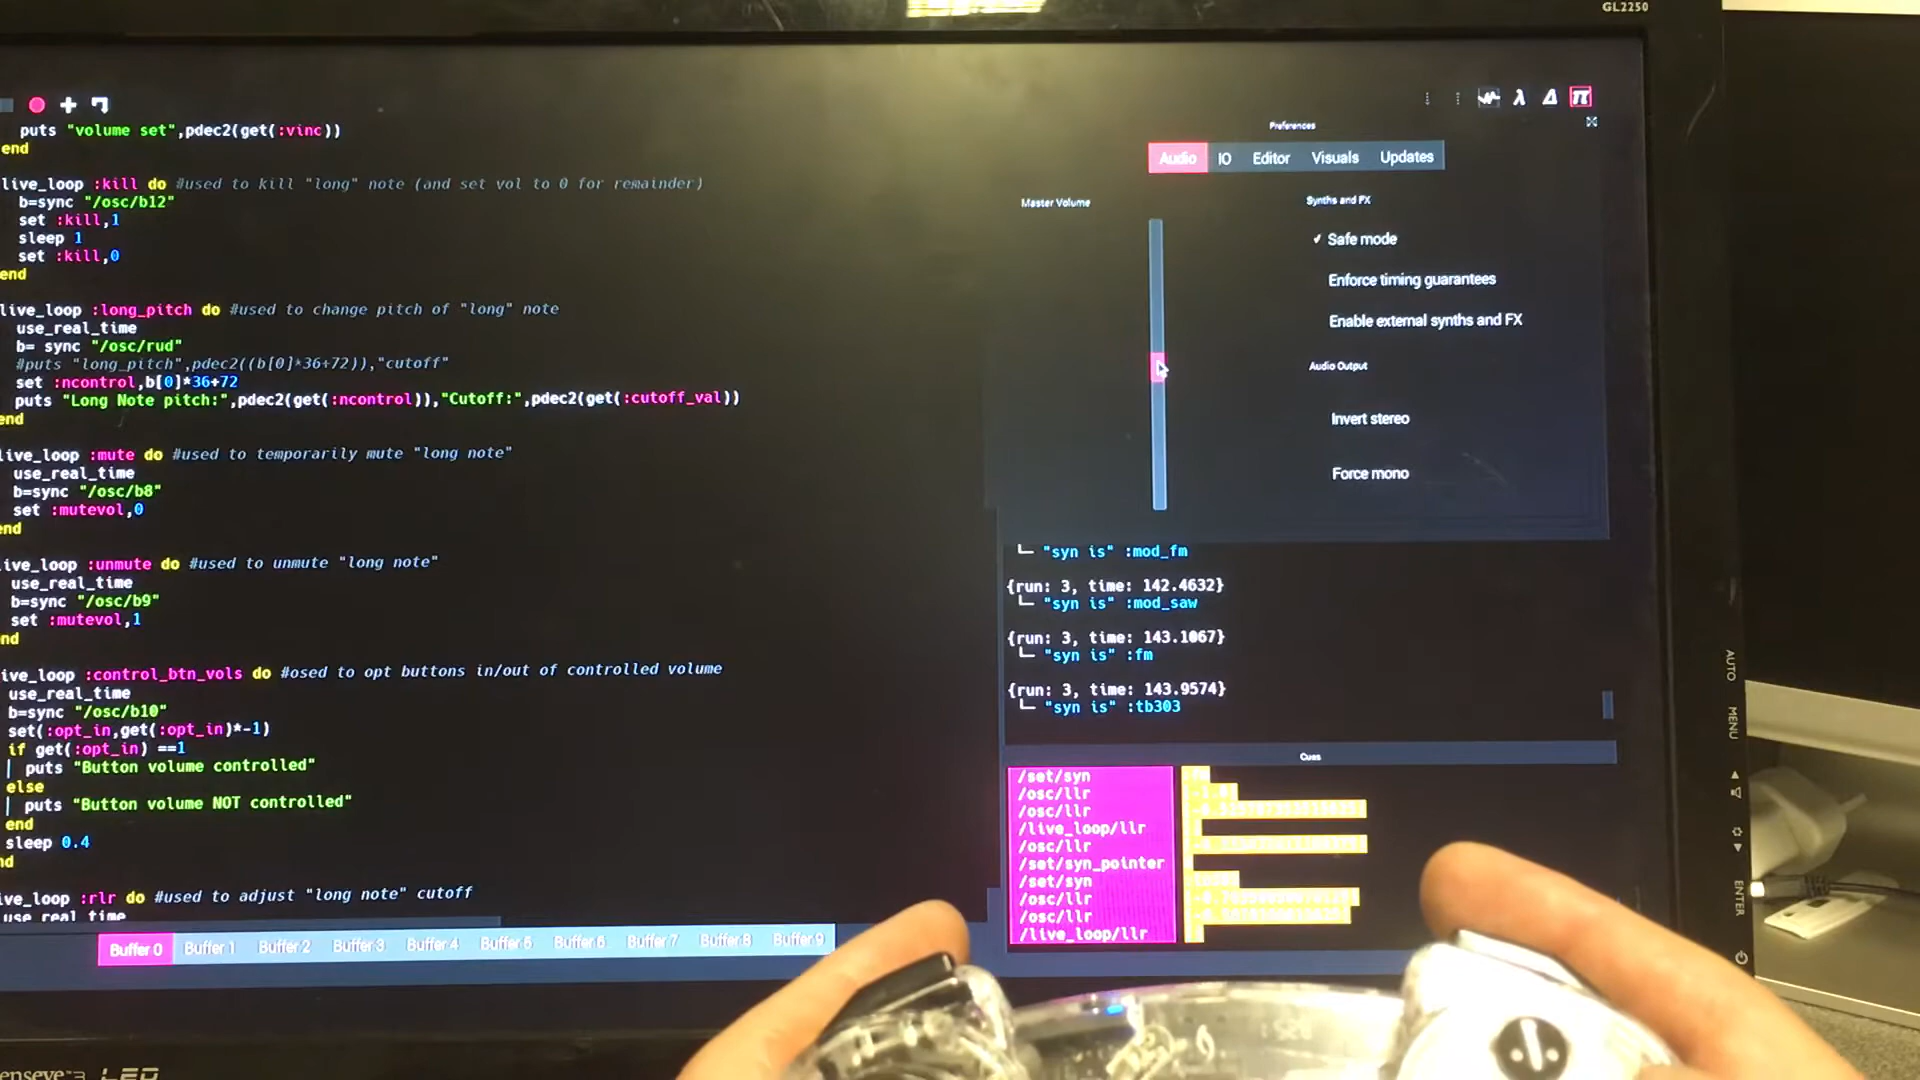 GL2250
puts "volume set",pdec2(get(:vinc))
end
live_loop :kill do #used to kill "long" note (and set vol to 0 for remainder)
b=sync "/osc/b12"
set :kill,1
sleep 1
set :kill,0
end
live_loop :long_pitch do #used to change pitch of "long" note
use_real_time
b= sync "/osc/rud"
#puts "long_pitch",pdec2((b[0]*36+72)),"cutoff"
set :ncontrol,b[0]*36+72
puts "Long Note pitch:",pdec2(get(:ncontrol)),"Cutoff:",pdec2(get(:cutoff_val))
end
ive_loop :mute do #used to temporarily mute "long note"
use_real_time
b=sync "/osc/b8"
set :mutevol,0
end
ive_loop :unmute do #used to unmute "long note"
use_real_time
b=sync "/osc/b9"
set :mutevol,1
nd
ive_loop :control_btn_vols do #osed to opt buttons in/out of controlled volume
use_real_time
b=sync "/osc/b10"
set(:opt_in,get(:opt_in)*-1)
if get(:opt_in) ==1
puts "Button volume controlled"
else
puts "Button volume NOT controlled"
end
sleep 0.4
nd
ive_loop :rlr do #used to adjust "long note" cutoff
use_real_time
Buffer 0 Buffer 1 Buffer 2 Buffer 3 Buffer 4 Buffer 5 Buffer 6 Buffer 7 Buffer 8 Buffer 9
λ Δ π
Preferences
Audio IO Editor Visuals Updates
Master Volume
Synths and FX
Safe mode
Enforce timing guarantees
Enable external synths and FX
Audio Output
Invert stereo
Force mono
"syn is" :mod_fm
{run: 3, time: 142.4632}
"syn is" :mod_saw
{run: 3, time: 143.1067}
"syn is" :fm
{run: 3, time: 143.9574}
"syn is" :tb303
Cues
/set/syn
/osc/llr
/osc/llr
/live_loop/llr
/osc/llr
/set/syn_pointer
/set/syn
/osc/llr
/osc/llr
/live_loop/llr
AUTO
MENU
ENTER
enseye 3 LED